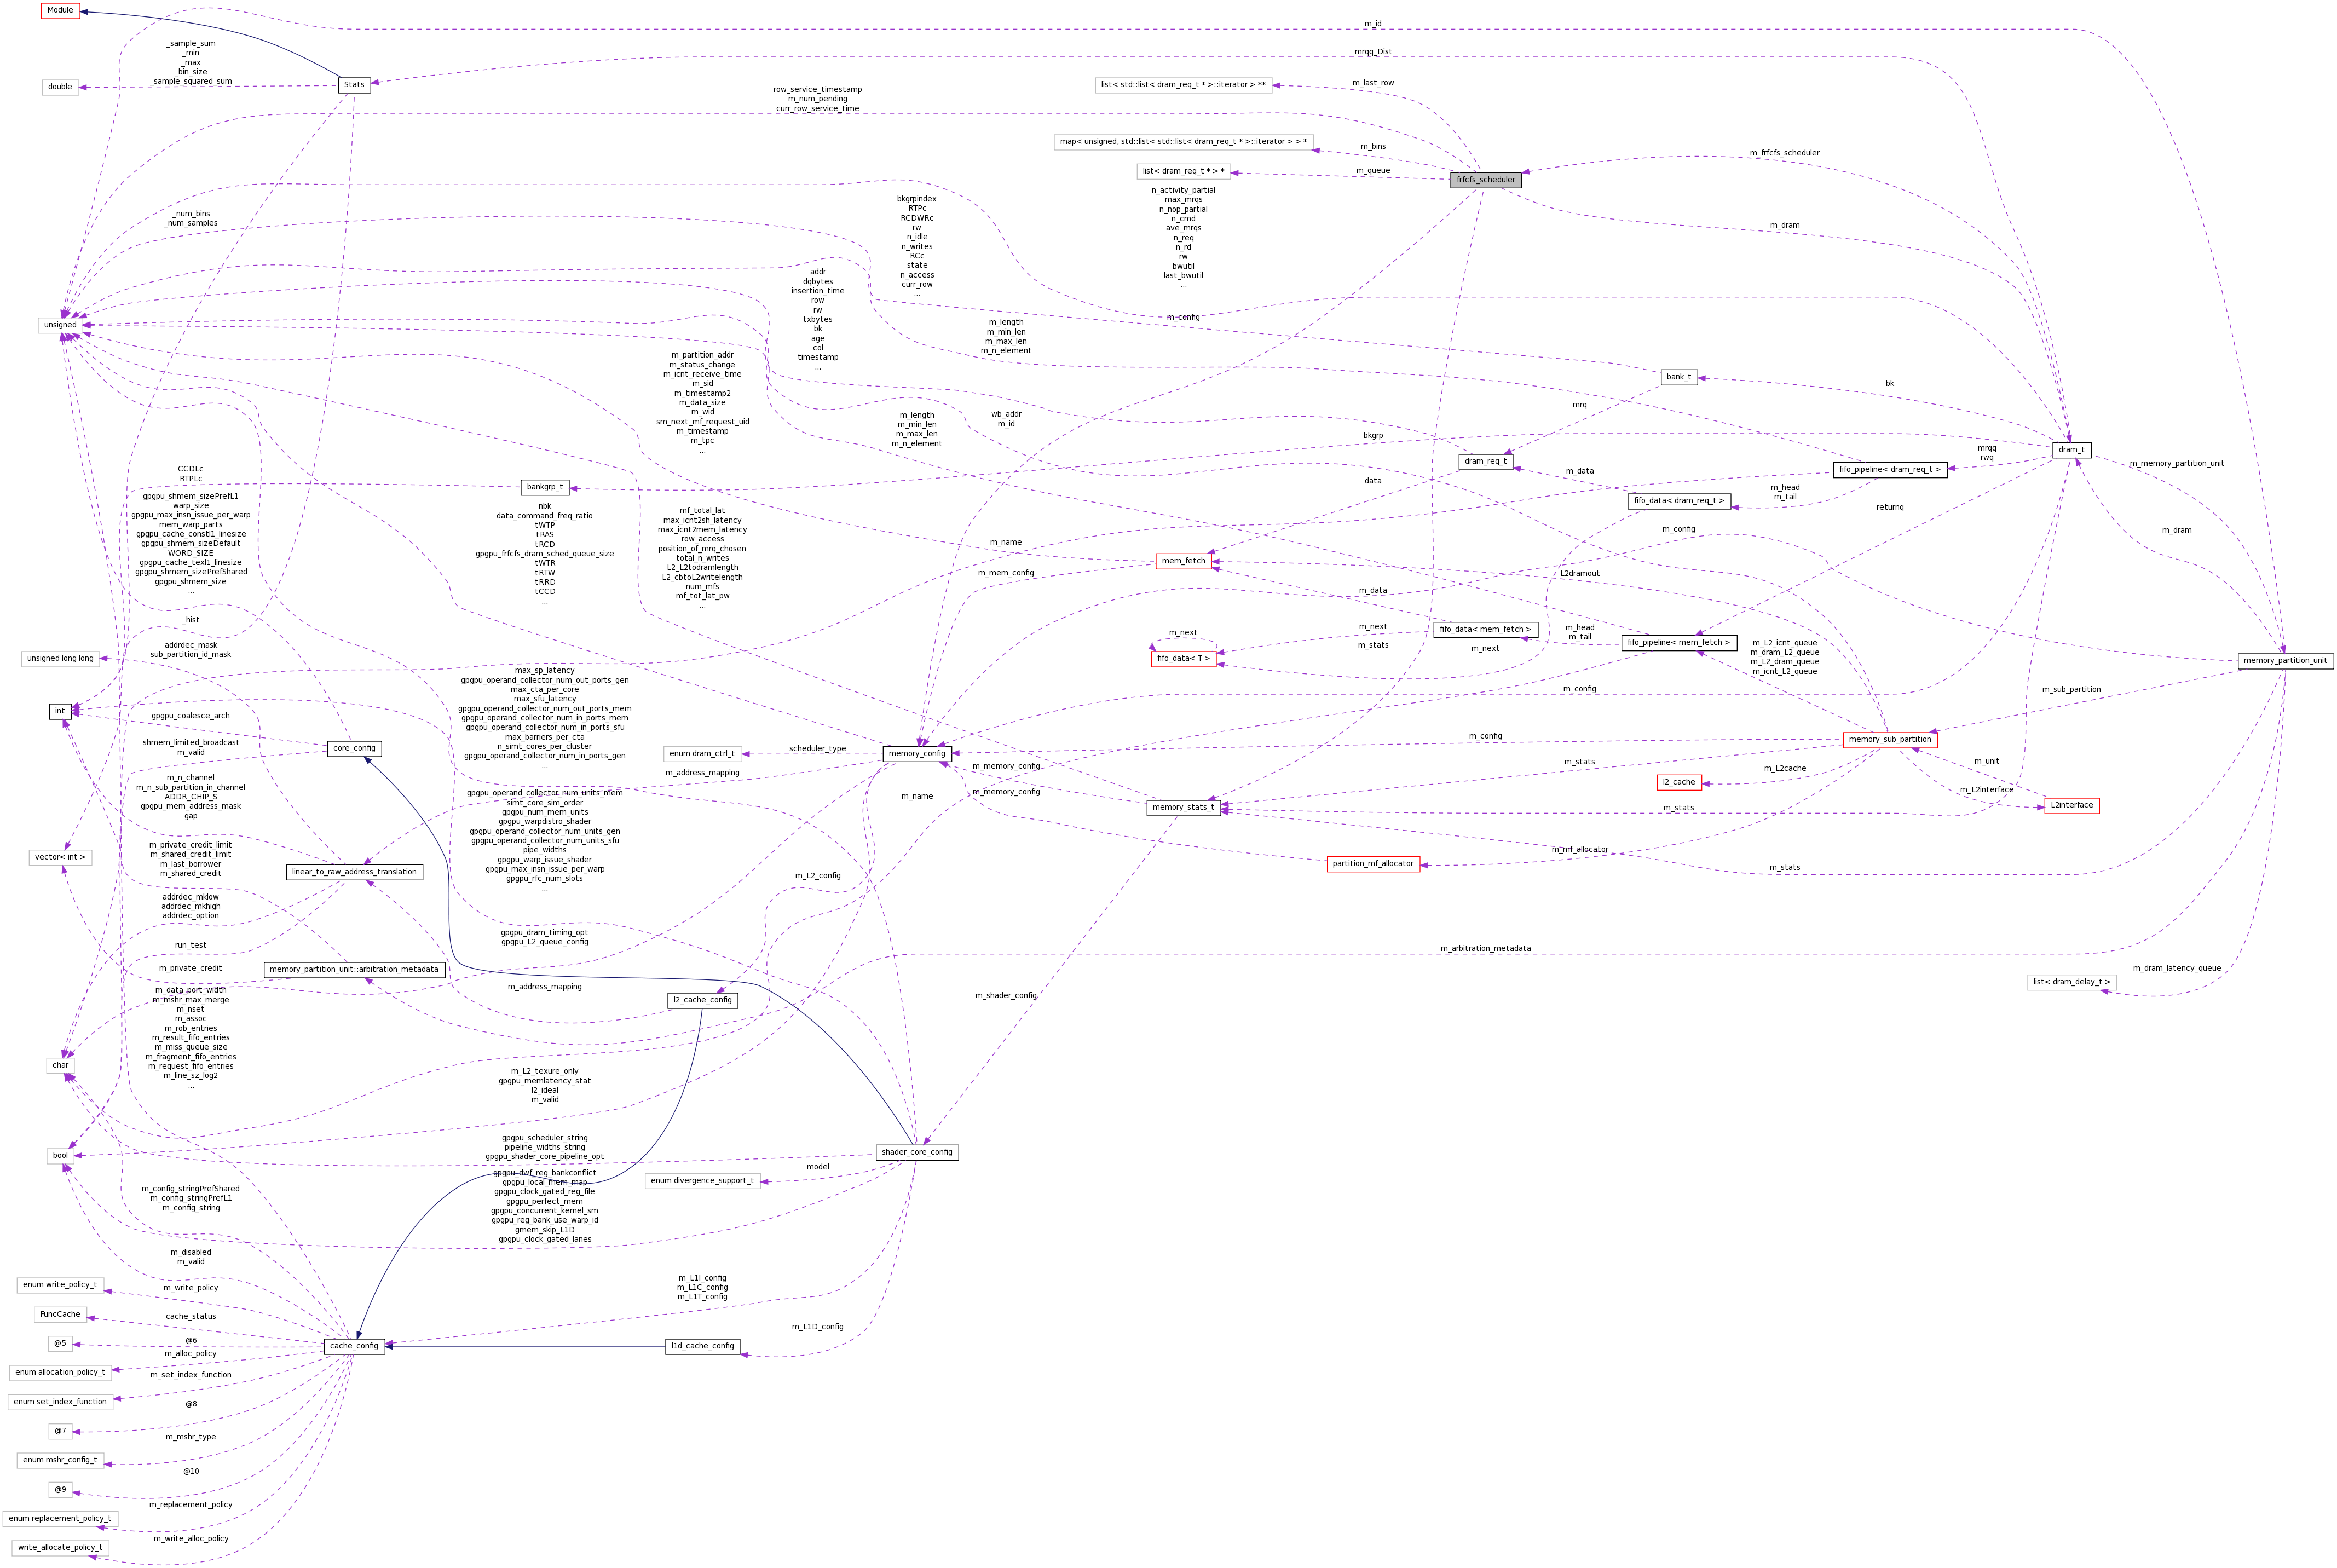 Module
m_id
_sample_sum
_min
_max
_bin_size
_sample_squared_sum
mrqq_Dist
double
Stats
list< std::list< dram_req_t * >::iterator > **
m_last_row
row_service_timestamp
m_num_pending
curr_row_service_time
map< unsigned, std::list< std::list< dram_req_t * >::iterator > > *
m_bins
m_frfcfs_scheduler
list< dram_req_t * > *
m_queue
frfcfs_scheduler
_num_bins
_num_samples
bkgrpindex
RTPc
RCDWRc
rw
n_idle
n_writes
RCc
state
n_access
curr_row
...
n_activity_partial
max_mrqs
n_nop_partial
n_cmd
ave_mrqs
n_req
n_rd
rw
bwutil
last_bwutil
...
m_dram
addr
dqbytes
insertion_time
row
rw
txbytes
bk
age
col
timestamp
...
unsigned
m_length
m_min_len
m_max_len
m_n_element
m_config
m_partition_addr
m_status_change
m_icnt_receive_time
m_sid
m_timestamp2
m_data_size
m_wid
sm_next_mf_request_uid
m_timestamp
m_tpc
...
bank_t
bk
mrq
m_length
m_min_len
m_max_len
m_n_element
wb_addr
m_id
bkgrp
dram_req_t
mrqq
rwq
dram_t
m_memory_partition_unit
fifo_pipeline< dram_req_t >
m_data
data
m_head
m_tail
CCDLc
RTPLc
bankgrp_t
fifo_data< dram_req_t >
returnq
gpgpu_shmem_sizePrefL1
warp_size
gpgpu_max_insn_issue_per_warp
mem_warp_parts
gpgpu_cache_constl1_linesize
gpgpu_shmem_sizeDefault
WORD_SIZE
gpgpu_cache_texl1_linesize
gpgpu_shmem_sizePrefShared
gpgpu_shmem_size
...
nbk
data_command_freq_ratio
tWTP
tRAS
tRCD
gpgpu_frfcfs_dram_sched_queue_size
tWTR
tRTW
tRRD
tCCD
...
mf_total_lat
max_icnt2sh_latency
max_icnt2mem_latency
row_access
position_of_mrq_chosen
total_n_writes
L2_L2todramlength
L2_cbtoL2writelength
num_mfs
mf_tot_lat_pw
...
m_name
m_config
m_dram
mem_fetch
m_mem_config
L2dramout
m_data
_hist
m_next
m_next
fifo_data< mem_fetch >
m_head
m_tail
fifo_pipeline< mem_fetch >
m_stats
m_next
fifo_data< T >
m_L2_icnt_queue
m_dram_L2_queue
m_L2_dram_queue
m_icnt_L2_queue
unsigned long long
addrdec_mask
sub_partition_id_mask
memory_partition_unit
max_sp_latency
gpgpu_operand_collector_num_out_ports_gen
max_cta_per_core
max_sfu_latency
gpgpu_operand_collector_num_out_ports_mem
gpgpu_operand_collector_num_in_ports_mem
gpgpu_operand_collector_num_in_ports_sfu
max_barriers_per_cta
n_simt_cores_per_cluster
gpgpu_operand_collector_num_in_ports_gen
...
m_config
m_sub_partition
int
gpgpu_coalesce_arch
core_config
shmem_limited_broadcast
m_valid
enum dram_ctrl_t
scheduler_type
memory_config
m_config
memory_sub_partition
m_address_mapping
m_memory_config
m_stats
m_unit
m_L2cache
l2_cache
m_n_channel
m_n_sub_partition_in_channel
ADDR_CHIP_S
gpgpu_mem_address_mask
gap
gpgpu_operand_collector_num_units_mem
simt_core_sim_order
gpgpu_num_mem_units
gpgpu_warpdistro_shader
gpgpu_operand_collector_num_units_gen
gpgpu_operand_collector_num_units_sfu
pipe_widths
gpgpu_warp_issue_shader
gpgpu_max_insn_issue_per_warp
gpgpu_rfc_num_slots
...
m_name
m_memory_config
m_L2interface
memory_stats_t
m_stats
L2interface
vector< int >
m_private_credit_limit
m_shared_credit_limit
m_last_borrower
m_shared_credit
linear_to_raw_address_translation
m_mf_allocator
partition_mf_allocator
m_stats
m_L2_config
addrdec_mklow
addrdec_mkhigh
addrdec_option
gpgpu_dram_timing_opt
gpgpu_L2_queue_config
run_test
m_arbitration_metadata
m_private_credit
memory_partition_unit::arbitration_metadata
m_dram_latency_queue
list< dram_delay_t >
m_address_mapping
m_shader_config
l2_cache_config
m_data_port_width
m_mshr_max_merge
m_nset
m_assoc
m_rob_entries
m_result_fifo_entries
m_miss_queue_size
m_fragment_fifo_entries
m_request_fifo_entries
m_line_sz_log2
...
char
m_L2_texure_only
gpgpu_memlatency_stat
l2_ideal
m_valid
bool
gpgpu_scheduler_string
pipeline_widths_string
gpgpu_shader_core_pipeline_opt
shader_core_config
model
enum divergence_support_t
gpgpu_dwf_reg_bankconflict
gpgpu_local_mem_map
gpgpu_clock_gated_reg_file
gpgpu_perfect_mem
gpgpu_concurrent_kernel_sm
gpgpu_reg_bank_use_warp_id
gmem_skip_L1D
gpgpu_clock_gated_lanes
m_config_stringPrefShared
m_config_stringPrefL1
m_config_string
m_disabled
m_valid
m_L1I_config
m_L1C_config
m_L1T_config
enum write_policy_t
m_write_policy
FuncCache
cache_status
m_L1D_config
@5
@6
cache_config
l1d_cache_config
m_alloc_policy
enum allocation_policy_t
m_set_index_function
enum set_index_function
@8
@7
m_mshr_type
enum mshr_config_t
@10
@9
m_replacement_policy
enum replacement_policy_t
m_write_alloc_policy
write_allocate_policy_t